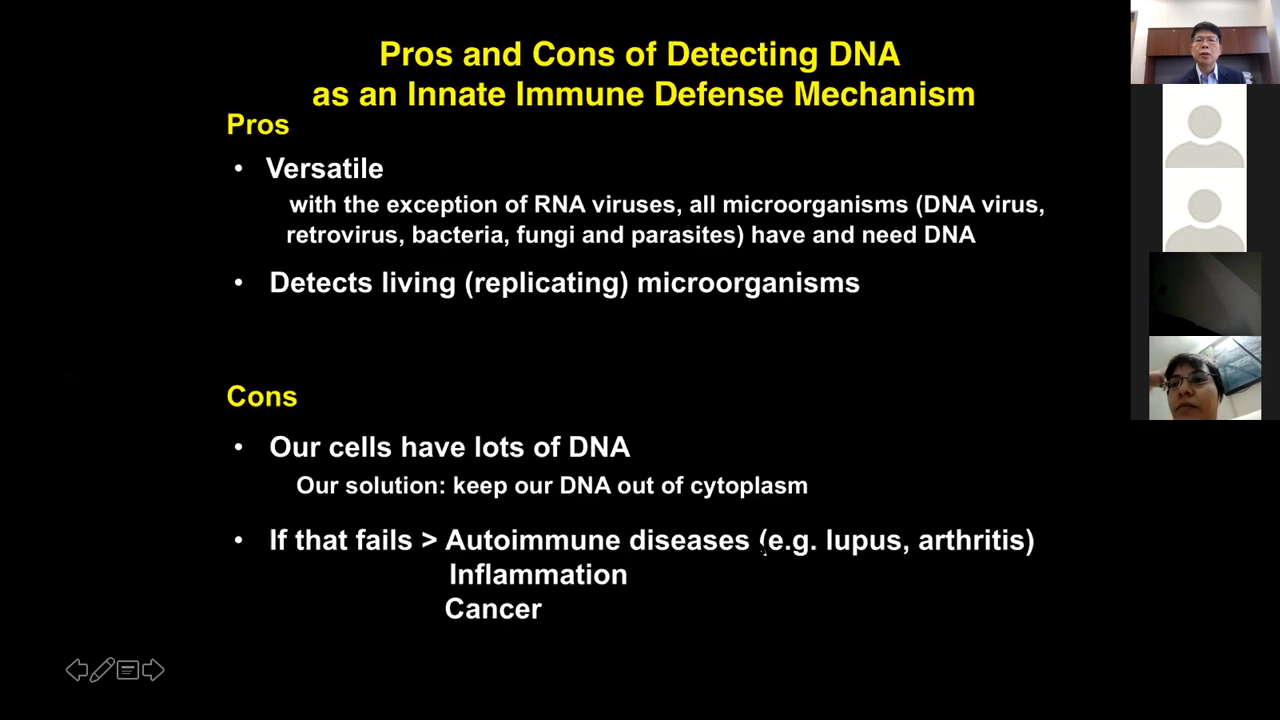 Pros and Cons of Detecting DNA
as an Innate Immune Defense Mechanism
Pros
• Versatile
with the exception of RNA viruses, all microorganisms (DNA virus,
retrovirus, bacteria, fungi and parasites) have and need DNA
• Detects living (replicating) microorganisms
Cons
• Our cells have lots of DNA
Our solution: keep our DNA out of cytoplasm
• If that fails > Autoimmune diseases (e.g. lupus, arthritis)
Inflammation
Cancer